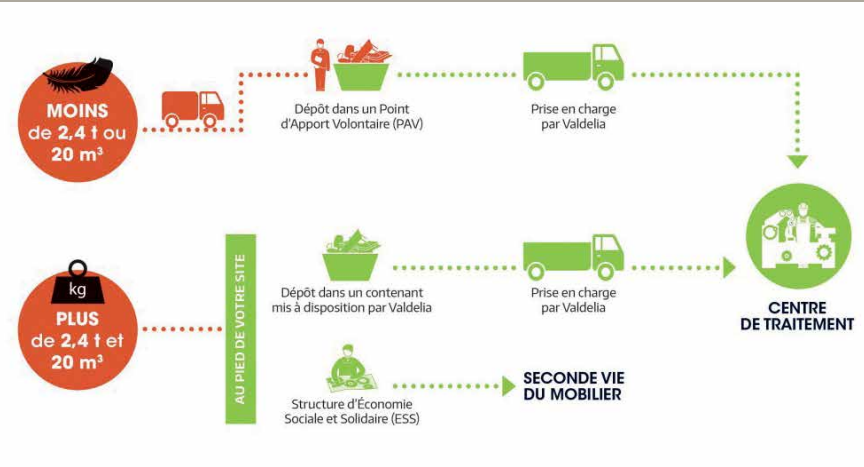 MOINS
de 2,4 t ou
20 m³
Dépôt dans un Point
d'Apport Volontaire (PAV)
Prise en charge
par Valdelia
kg
PLUS
de 2,4 t et
20 m³
AU PIED DE VOTRE SITE
Dépôt dans un contenant
mis à disposition par Valdelia
Prise en charge
par Valdelia
CENTRE
DE TRAITEMENT
Structure d'Économie
Sociale et Solidaire (ESS)
SECONDE VIE
DU MOBILIER